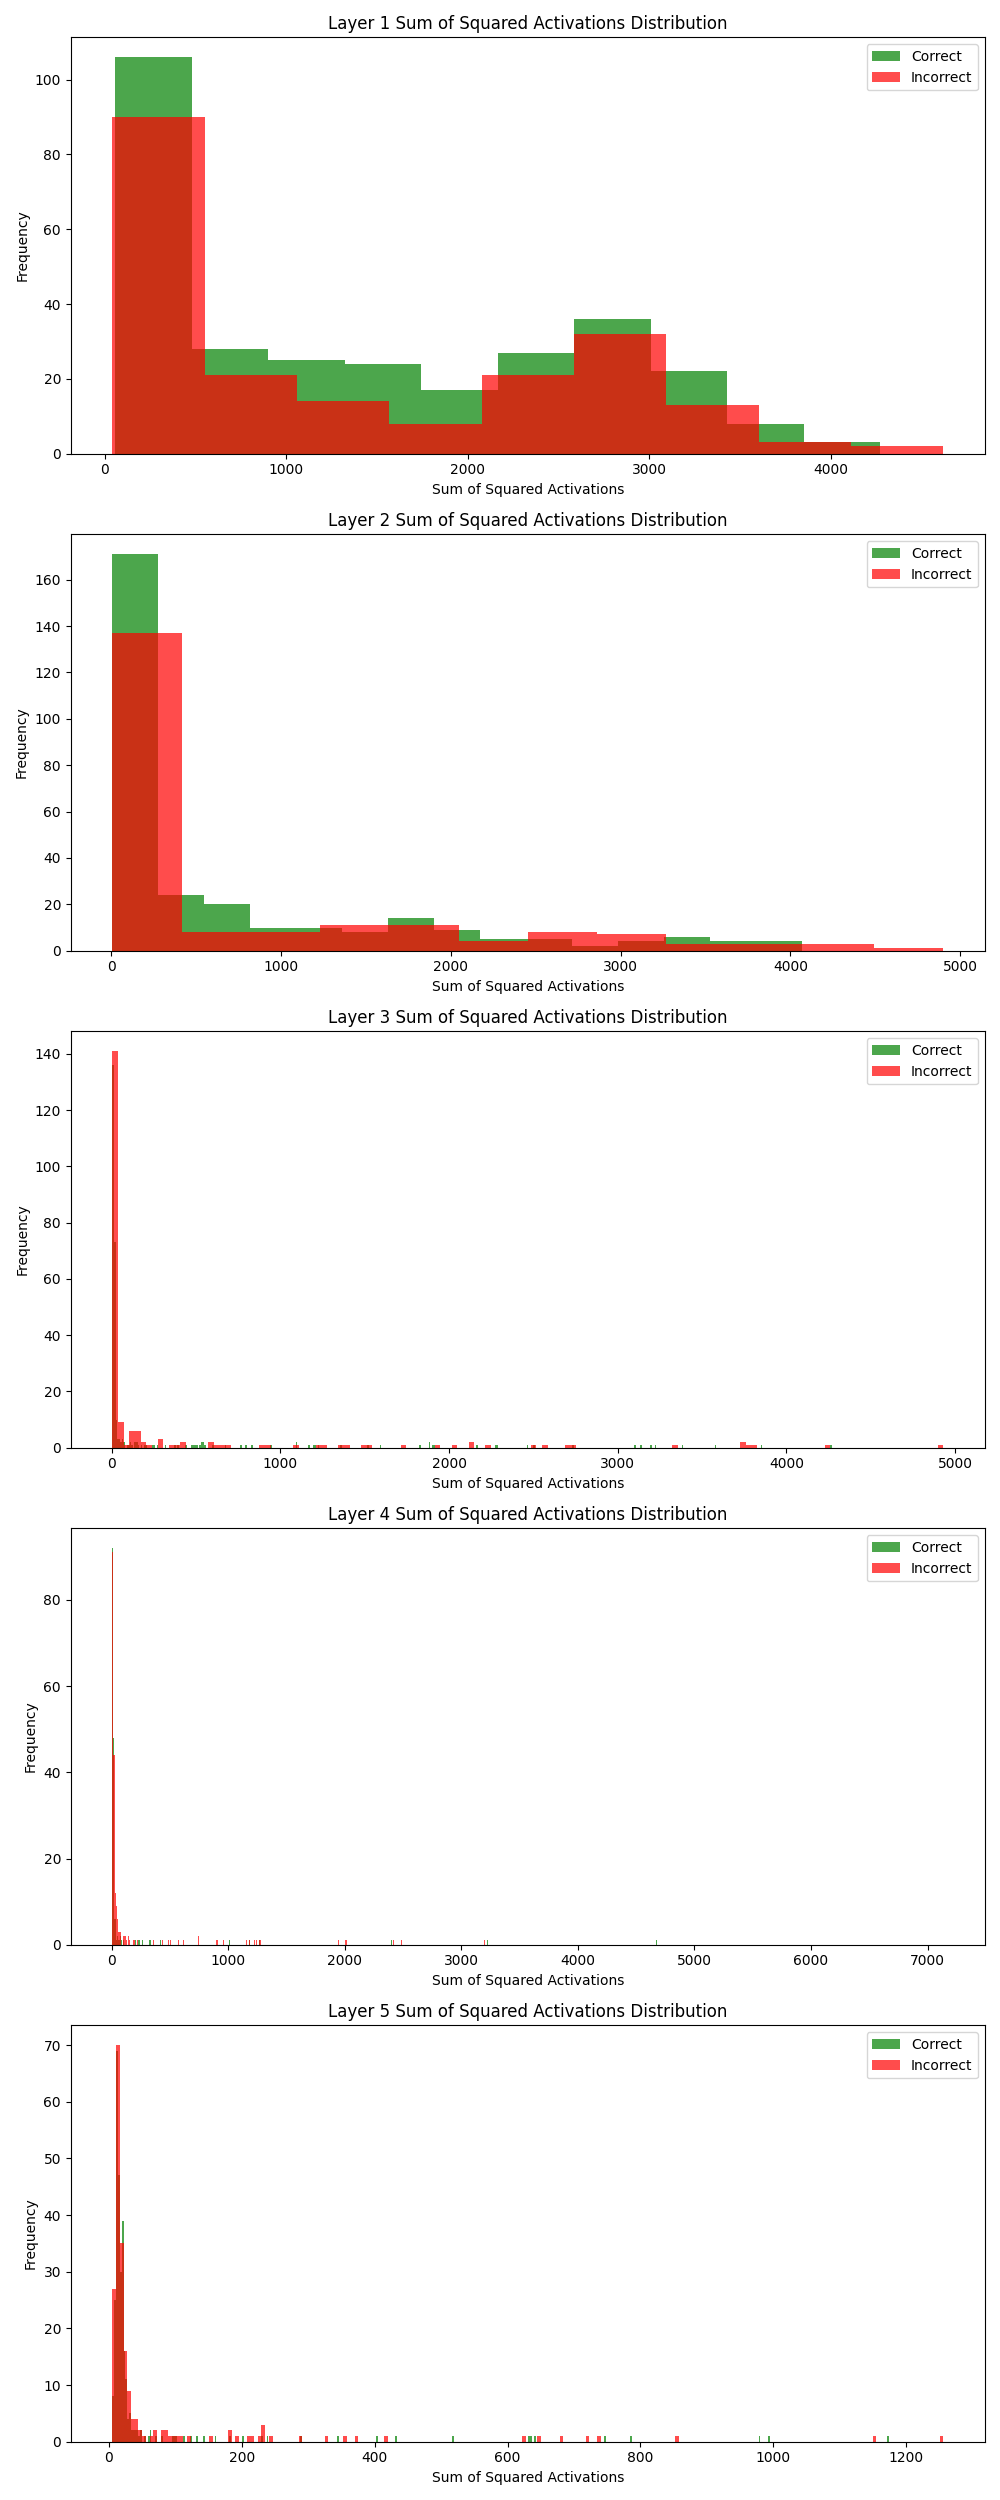 Layer 1 Sum of Squared Activations Distribution
Correct
Incorrect
100
80
60
40
20
0
Frequency
0 1000 2000 3000 4000
Sum of Squared Activations
Layer 2 Sum of Squared Activations Distribution
Correct
Incorrect
160
140
120
100
80
60
40
20
0
Frequency
0 1000 2000 3000 4000 5000
Sum of Squared Activations
Layer 3 Sum of Squared Activations Distribution
Correct
Incorrect
140
120
100
80
60
40
20
0
Frequency
0 1000 2000 3000 4000 5000
Sum of Squared Activations
Layer 4 Sum of Squared Activations Distribution
Correct
Incorrect
80
60
40
20
0
Frequency
0 1000 2000 3000 4000 5000 6000 7000
Sum of Squared Activations
Layer 5 Sum of Squared Activations Distribution
Correct
Incorrect
70
60
50
40
30
20
10
0
Frequency
0 200 400 600 800 1000 1200
Sum of Squared Activations